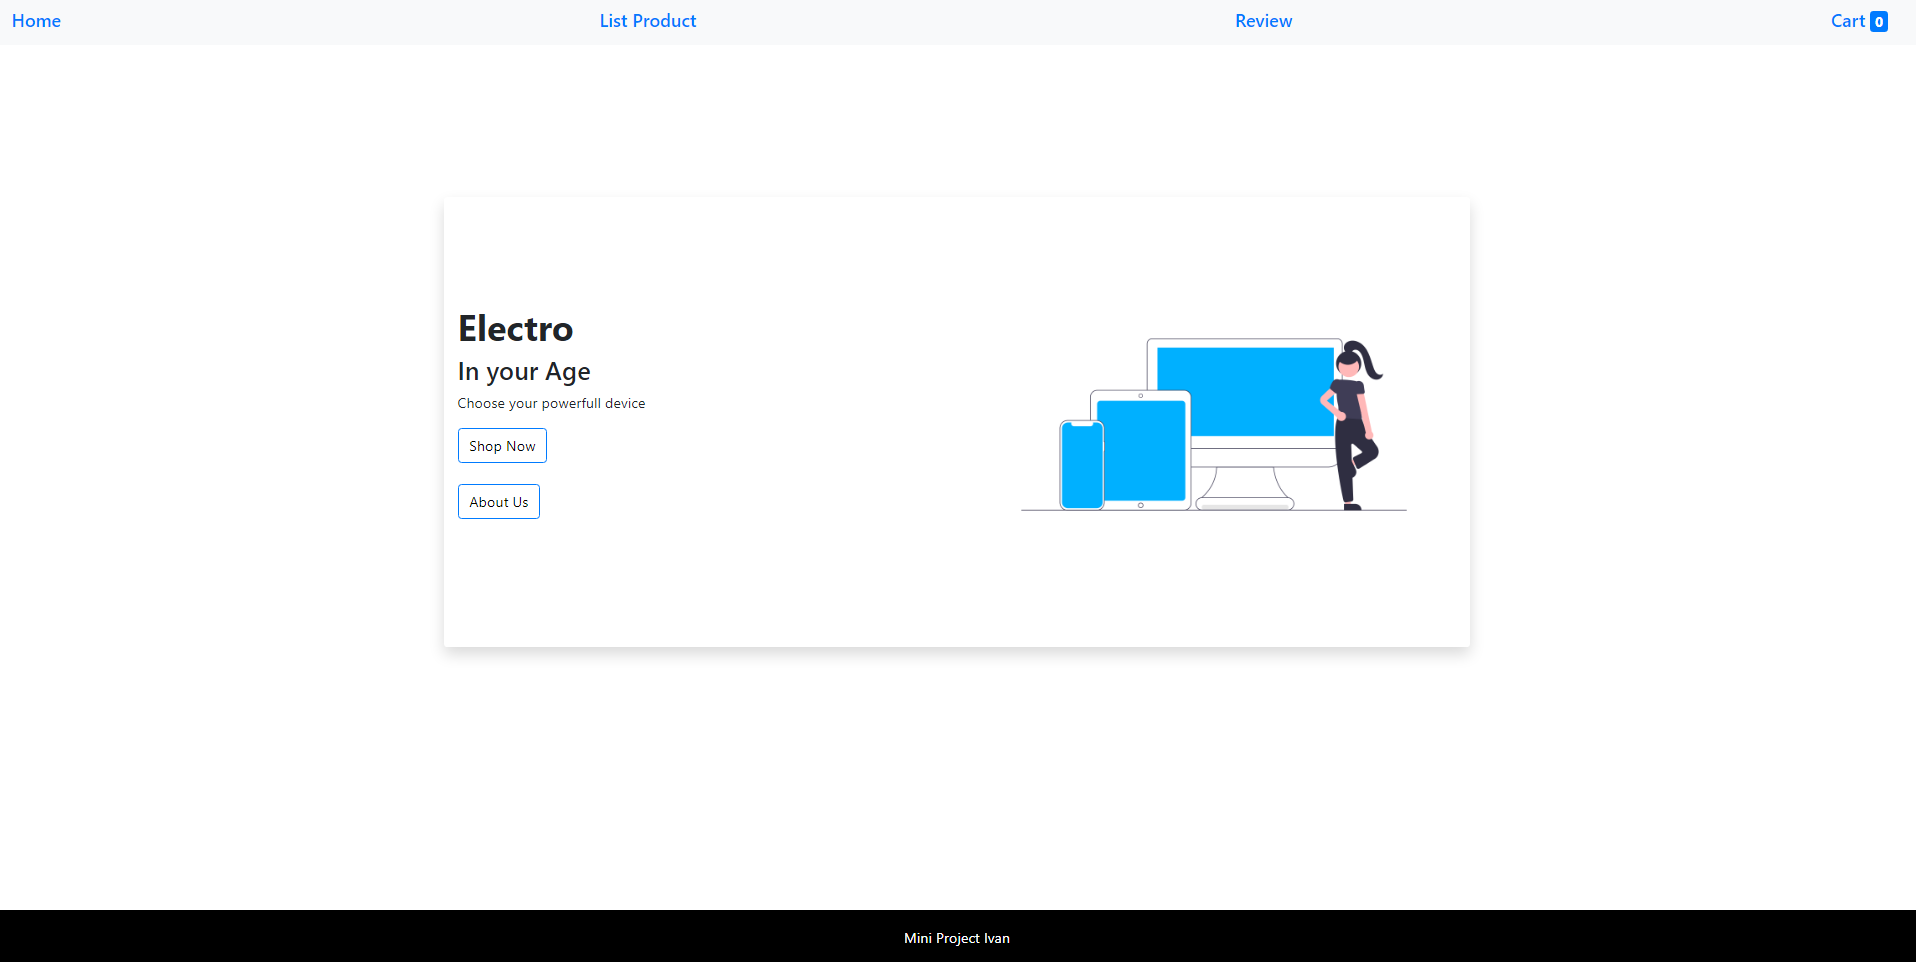 Home List Product Review Cart 0
Electro
In your Age
Choose your powerfull device
Shop Now
About Us
Mini Project Ivan